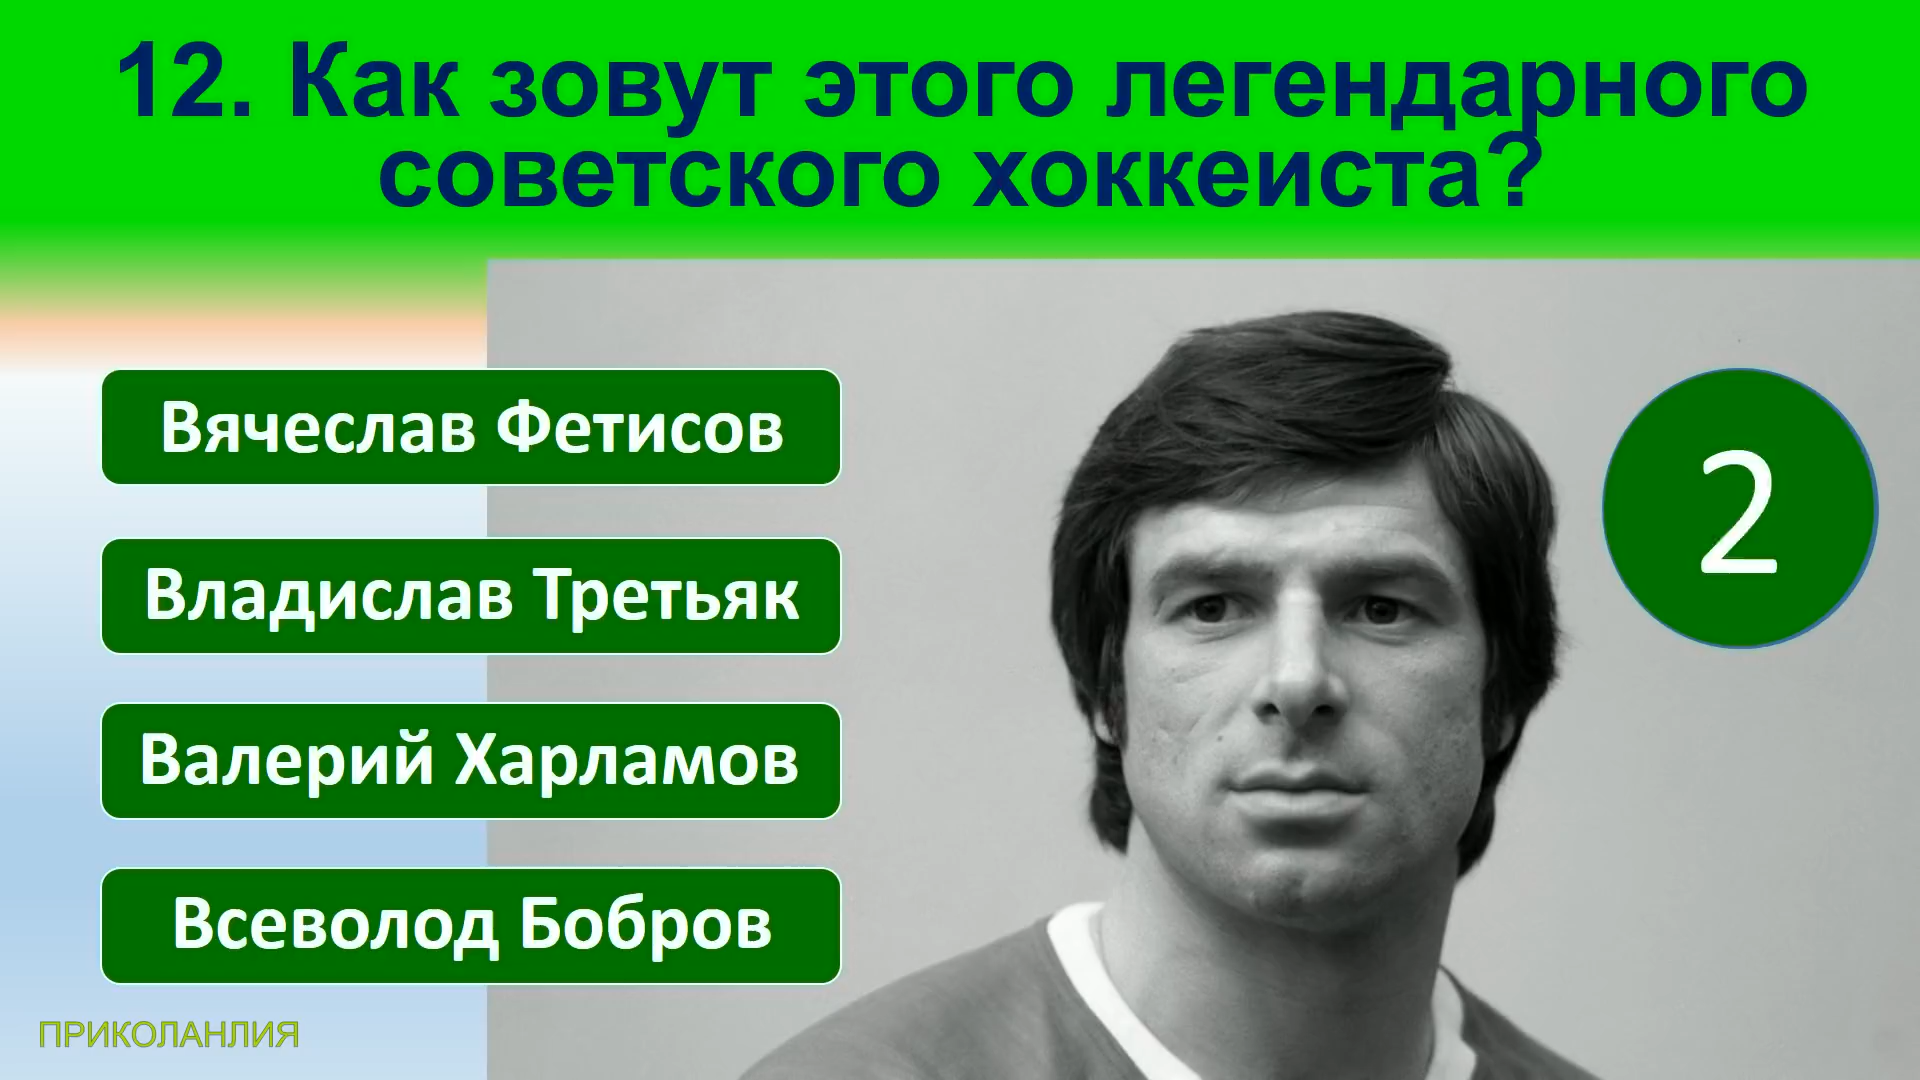 12. Как зовут этого легендарного
советского хоккеиста?
Вячеслав Фетисов
2
Владислав Третьяк
Валерий Харламов
Всеволод Бобров
ПРИКОЛАНЛИЯ